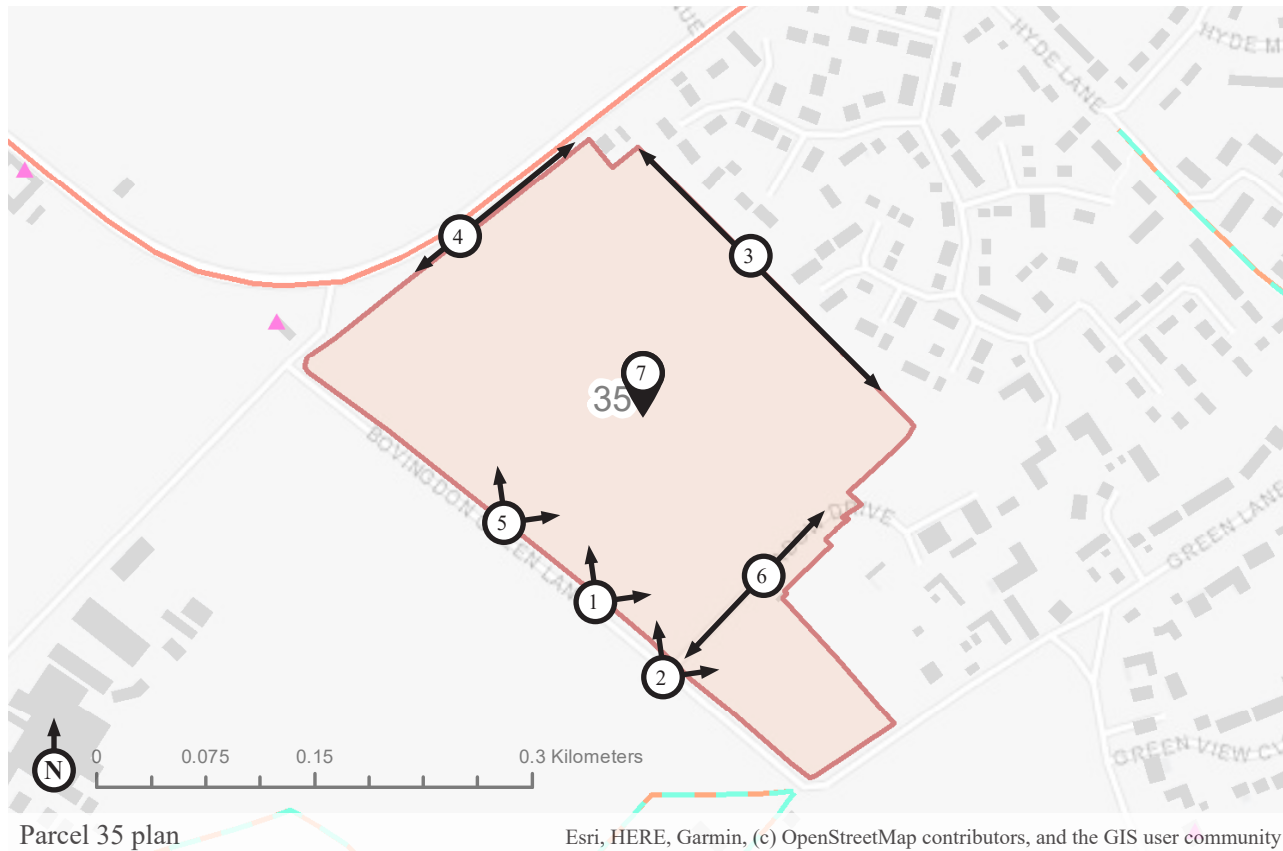 HYDE LANE
HYDE M
4
3
7
35
BOVINGDON GREEN LAN
5
DRIVE
GREEN LANE
6
1
2
GREEN VIEW CL
N
0 0.075 0.15 0.3 Kilometers
Parcel 35 plan
Esri, HERE, Garmin, (c) OpenStreetMap contributors, and the GIS user community